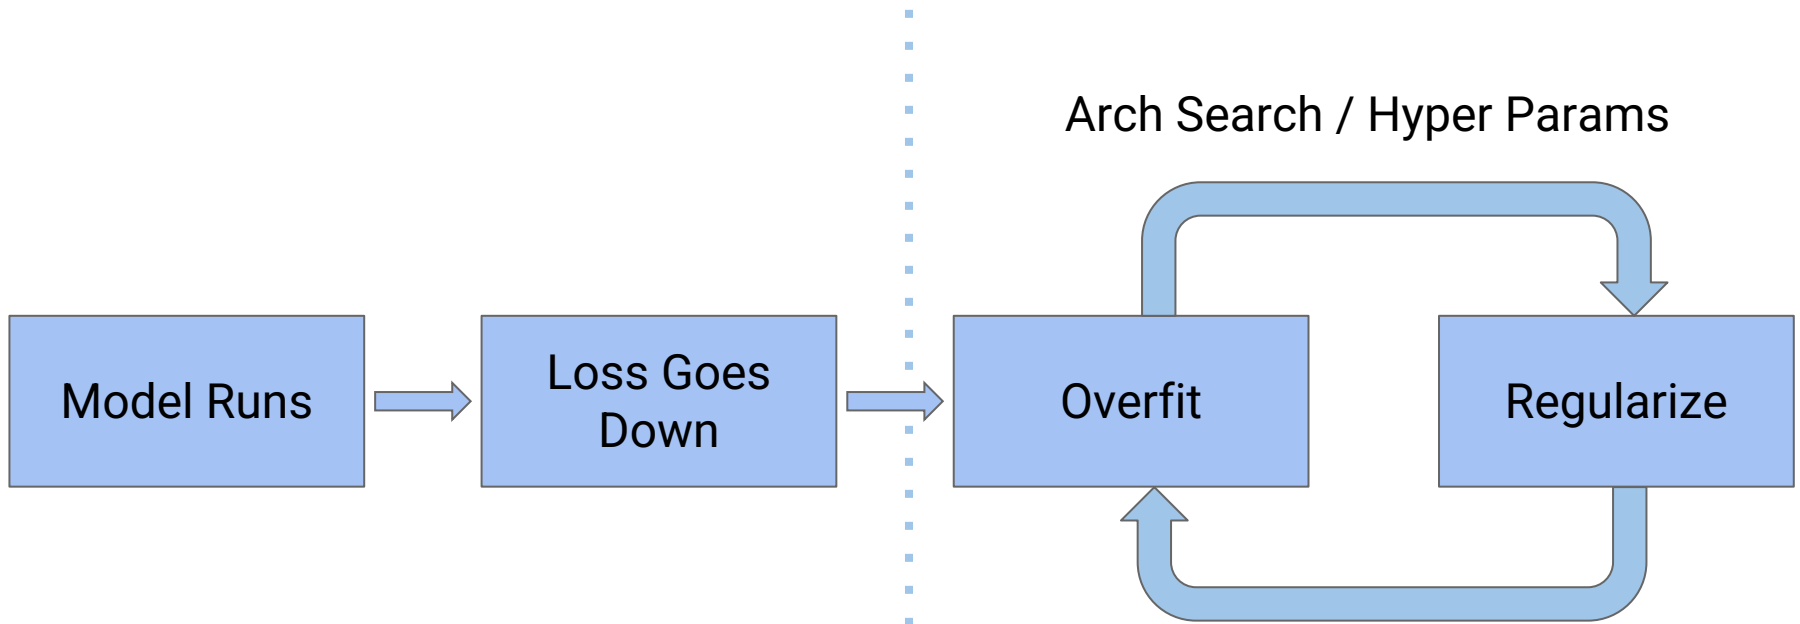 Arch Search / Hyper Params
Model Runs
Loss Goes
Down
Overfit
Regularize